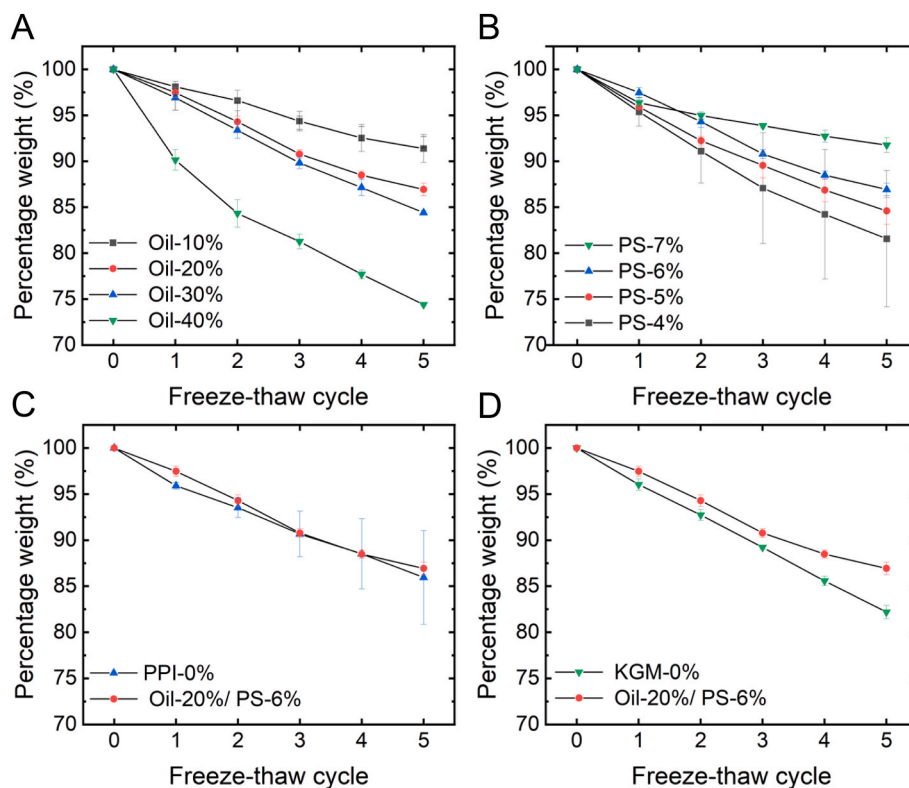 A
Percentage weight (%)
100
95
90
85
80
75
70
Oil-10%
Oil-20%
Oil-30%
Oil-40%
0 1 2 3 4 5
Freeze-thaw cycle
B
Percentage weight (%)
100
95
90
85
80
75
70
PS-7%
PS-6%
PS-5%
PS-4%
0 1 2 3 4 5
Freeze-thaw cycle
C
Percentage weight (%)
100
95
90
85
80
75
70
PPI-0%
Oil-20%/ PS-6%
0 1 2 3 4 5
Freeze-thaw cycle
D
Percentage weight (%)
100
95
90
85
80
75
70
KGM-0%
Oil-20%/ PS-6%
0 1 2 3 4 5
Freeze-thaw cycle